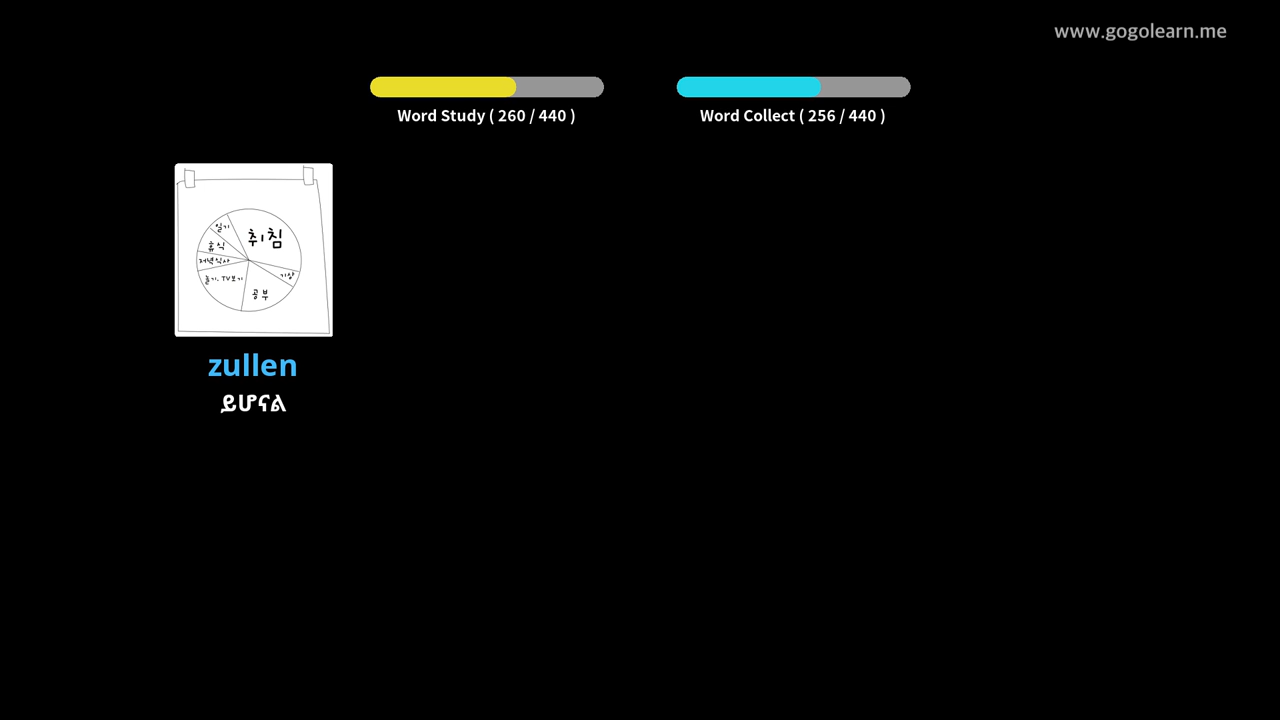 www.gogolearn.me
Word Study ( 260 / 440 )
Word Collect ( 256 / 440 )
일기
취침
휴식
저녁식사
기상
놀기, TV보기
공부
zullen
ይሆናል